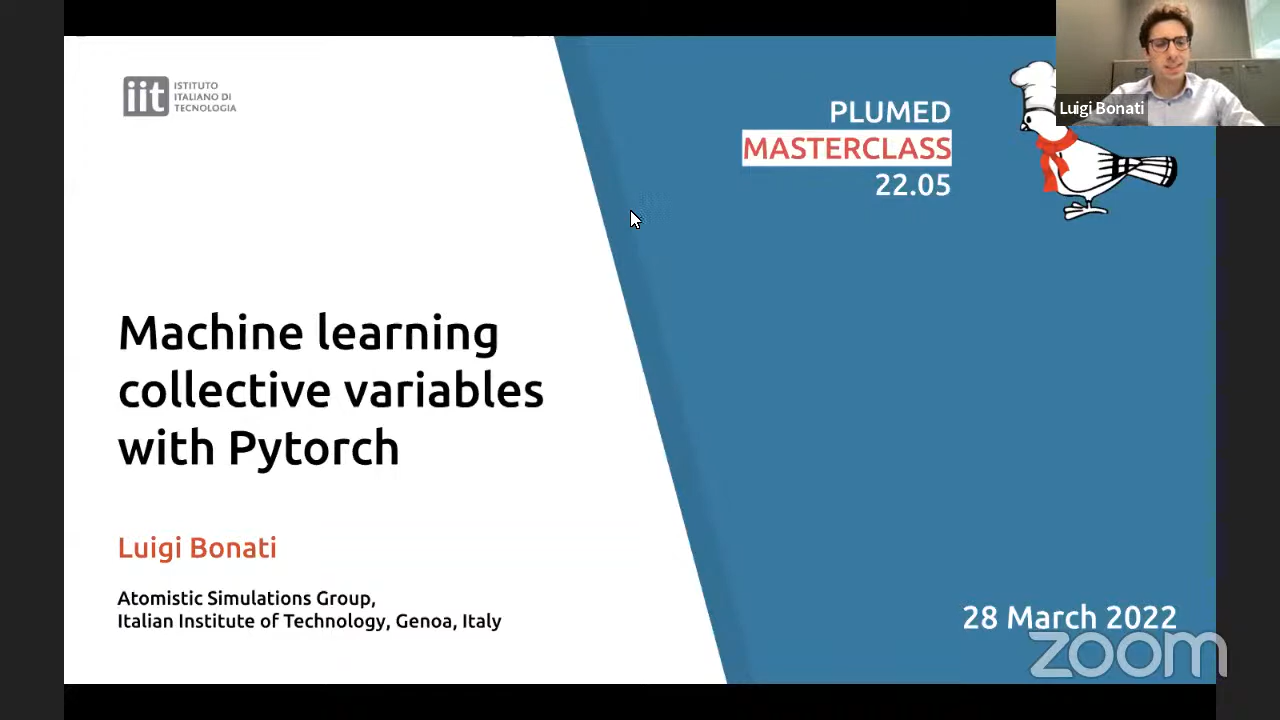 iit ISTITUTO
ITALIANO DI
TECNOLOGIA
PLUMED
MASTERCLASS
22.05
Luigi Bonati
Machine learning
collective variables
with Pytorch
Luigi Bonati
Atomistic Simulations Group,
Italian Institute of Technology, Genoa, Italy
28 March 2022
zoom